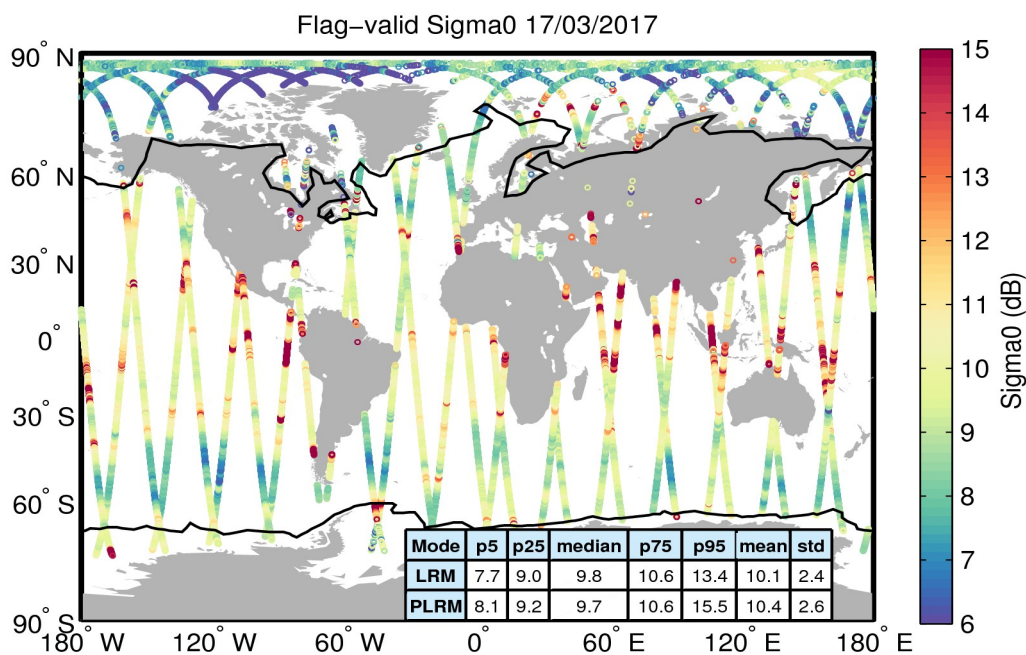 Flag−valid Sigma0 17/03/2017
90° N
60° N
30° N
0°
30° S
60° S
90° S
180° W
120° W
60° W
0°
60° E
120° E
180° E
15
14
13
12
11
10
9
8
7
6
Sigma0 (dB)
Mode p5 p25 median p75 p95 mean std
LRM 7.7 9.0 9.8 10.6 13.4 10.1 2.4
PLRM 8.1 9.2 9.7 10.6 15.5 10.4 2.6